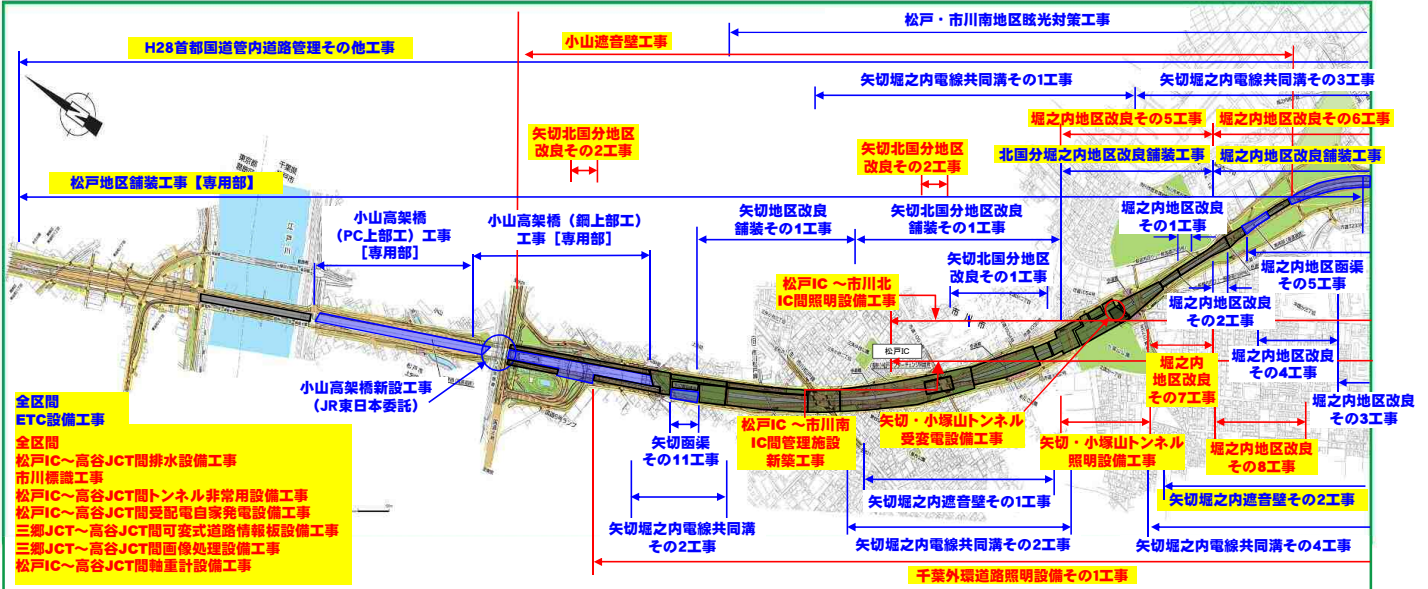 松戸・市川南地区眩光対策工事
H28首都国道管内道路管理その他工事
小山遮音壁工事
矢切堀之内電線共同溝その1工事
矢切堀之内電線共同溝その3工事
堀之内地区改良その5工事
堀之内地区改良その6工事
矢切北国分地区
改良その2工事
矢切北国分地区
改良その2工事
北国分堀之内地区改良舗装工事
堀之内地区改良舗装工事
東京都
千葉県
松戸市
松戸地区舗装工事【専用部】
小山高架橋
（PC上部工）工事
［専用部］
小山高架橋（鋼上部工）
工事［専用部］
矢切地区改良
舗装その1工事
矢切北国分地区改良
舗装その1工事
堀之内地区改良
その1工事
江戸川
矢切北国分地区
改良その1工事
堀之内地区函渠
その5工事
松戸IC ～市川北
IC間照明設備工事
堀之内地区改良
その2工事
市川市
松戸IC
堀之内
地区改良
その7工事
堀之内地区改良
その4工事
小山高架橋新設工事
（JR東日本委託）
堀之内地区改良
その3工事
全区間
ETC設備工事
矢切函渠
その11工事
松戸IC ～市川南
IC間管理施設
新築工事
矢切・小塚山トンネル
受変電設備工事
矢切・小塚山トンネル
照明設備工事
堀之内地区改良
その8工事
全区間
松戸IC～高谷JCT間排水設備工事
市川標識工事
松戸IC～高谷JCT間トンネル非常用設備工事
松戸IC～高谷JCT間受配電自家発電設備工事
三郷JCT～高谷JCT間可変式道路情報板設備工事
三郷JCT～高谷JCT間画像処理設備工事
松戸IC～高谷JCT間軸重計設備工事
矢切堀之内遮音壁その1工事
矢切堀之内遮音壁その2工事
矢切堀之内電線共同溝
その2工事
矢切堀之内電線共同溝その2工事
矢切堀之内電線共同溝その4工事
千葉外環道路照明設備その1工事